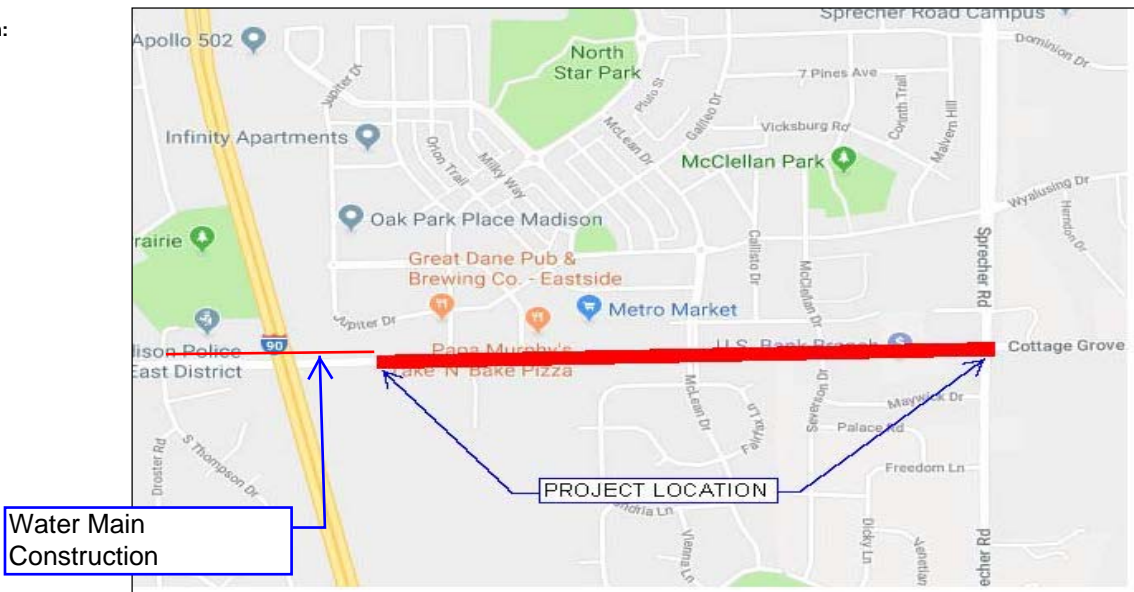 Sprecher Road Campus
Apollo 502
Dominion Dr
North
Star Park
Jupiter Dr
7 Pines Ave
Pluto St
Galileo Dr
Corinth Trail
Malvern Hill
Infinity Apartments
McLean Dr
Vicksburg Rd
Orion Trail
Milky Way
McClellan Park
Wyalusing Dr
Herndon Dr
Oak Park Place Madison
rairie
Great Dane Pub &
Brewing Co. - Eastside
Callisto Dr
McClellan Dr
Sprecher Rd
Metro Market
Jupiter Dr
90
U.S. Bank Branch
Cottage Grove
ison Police
East District
Papa Murphy's
Take 'N' Bake Pizza
McLean Dr
Fairfax Ln
Severson Dr
Maywick Dr
Palace Rd
Droster Rd
S Thompson Dr
Freedom Ln
PROJECT LOCATION
ndria Ln
Water Main
Construction
Vienna Ln
Dicky Ln
Venetian
echer Rd